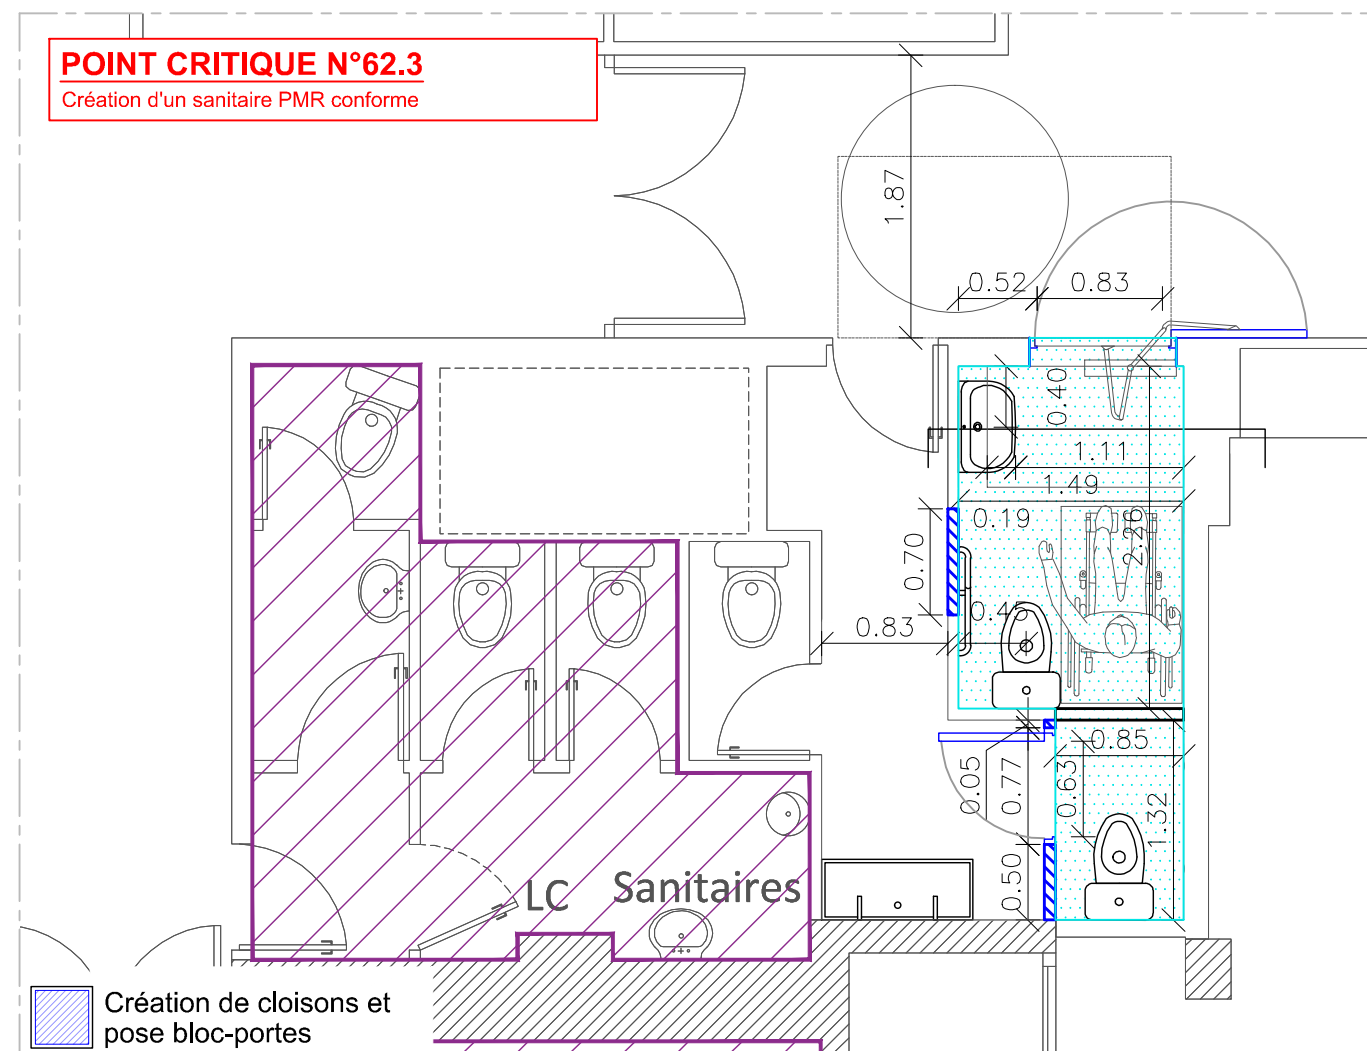 POINT CRITIQUE N°62.3
Création d'un sanitaire PMR conforme
1.87
0.52
0.83
0.40
1.11
1.49
0.19
2.26
0.70
0.45
0.83
0.85
0.05
0.77
0.63
1.32
0.50
LC
Sanitaires
Création de cloisons et
pose bloc-portes